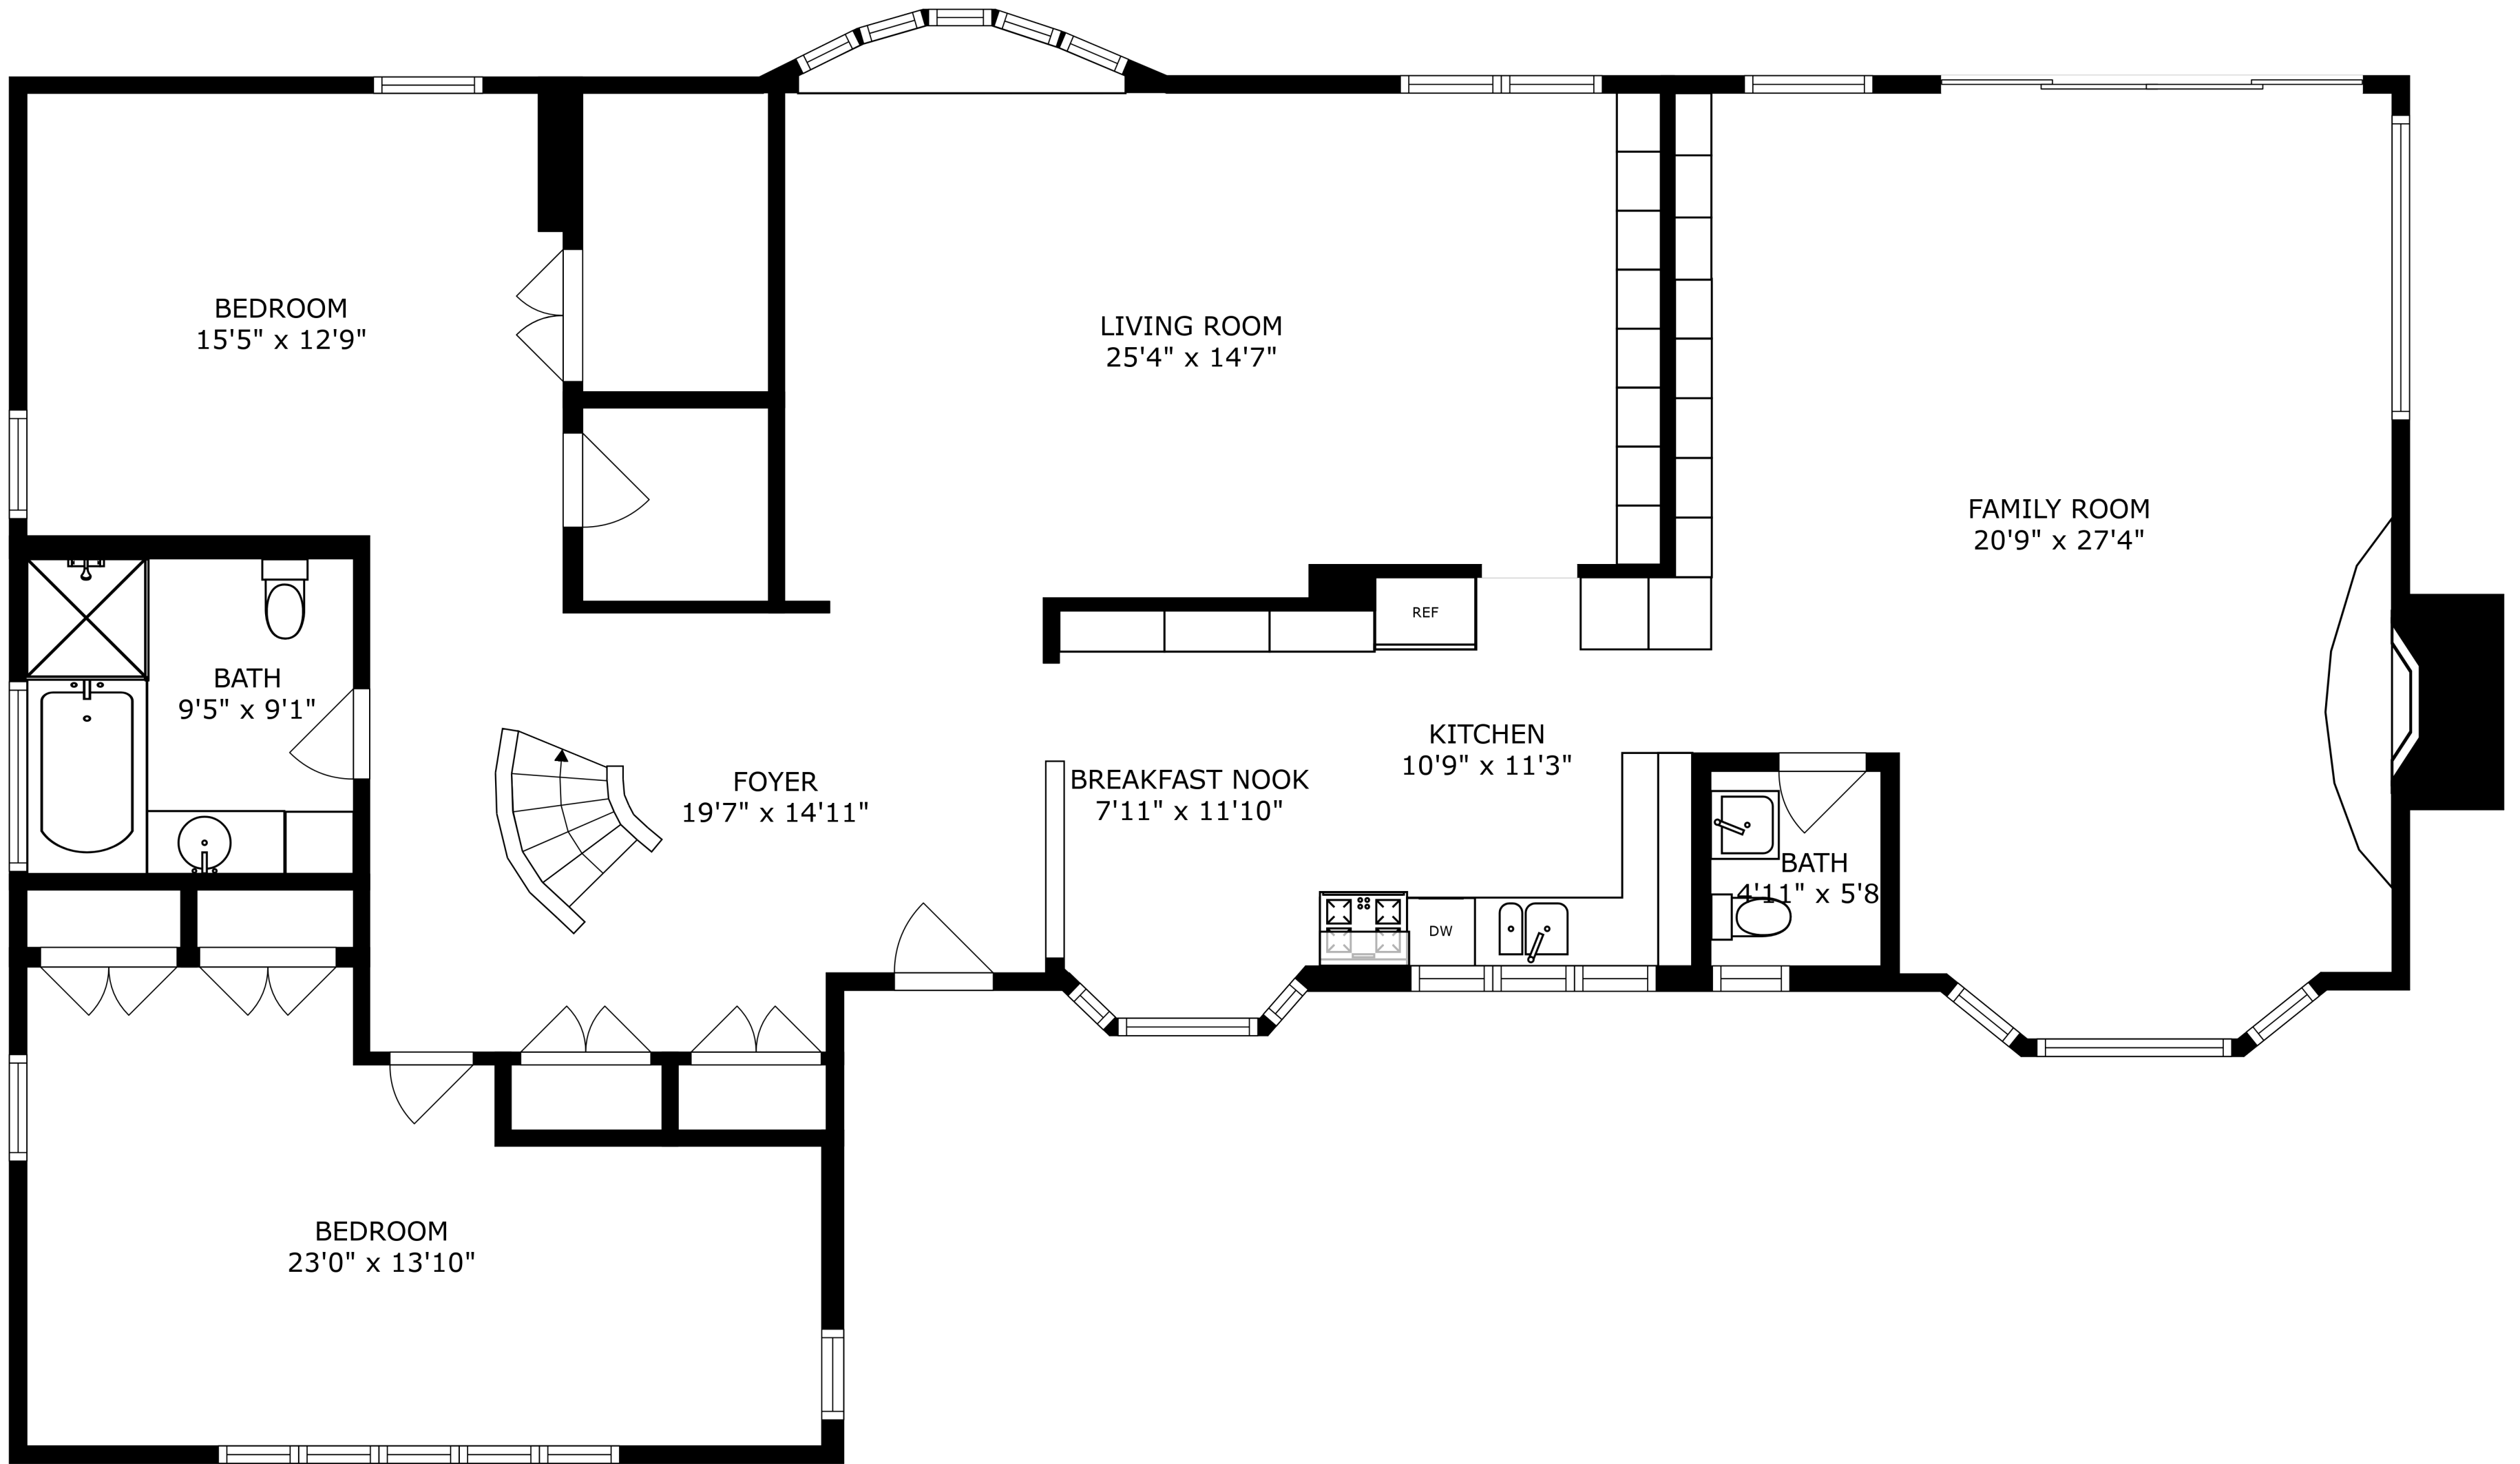 BEDROOM
15'5" x 12'9"
LIVING ROOM
25'4" x 14'7"
FAMILY ROOM
20'9" x 27'4"
REF
BATH
9'5" x 9'1"
FOYER
19'7" x 14'11"
BREAKFAST NOOK
7'11" x 11'10"
KITCHEN
10'9" x 11'3"
BATH
4'11" x 5'8
DW
BEDROOM
23'0" x 13'10"